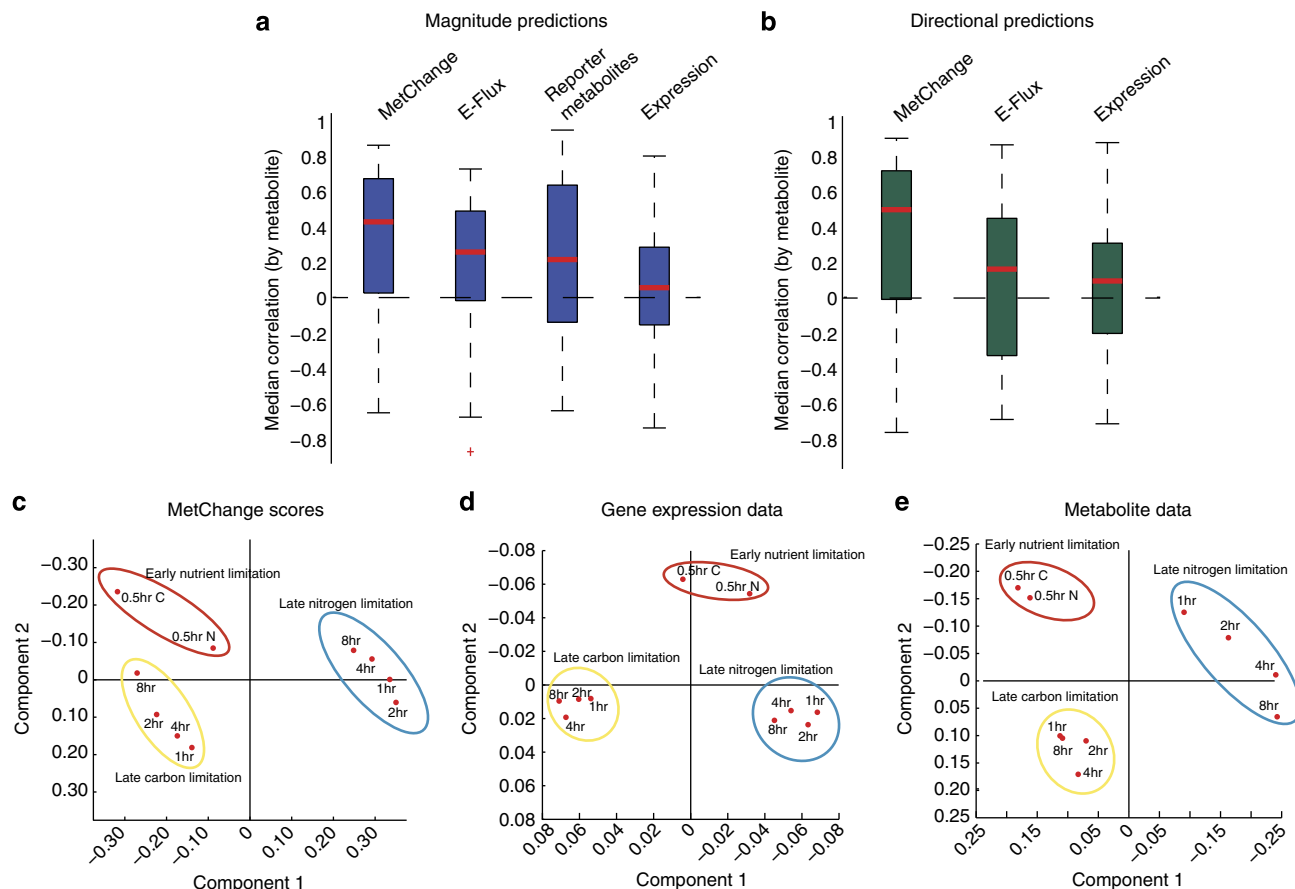 a
Magnitude predictions
MetChange
E-Flux
Reporter
metabolites
Expression
Median correlation (by metabolite)
1
0.8
0.6
0.4
0.2
0
−0.2
−0.4
−0.6
−0.8
b
Directional predictions
MetChange
E-Flux
Expression
Median correlation (by metabolite)
1
0.8
0.6
0.4
0.2
0
−0.2
−0.4
−0.6
−0.8
c
MetChange scores
Component 2
−0.30
−0.20
−0.10
0
0.10
0.20
0.30
Early nutrient limitation
0.5hr C
0.5hr N
Late nitrogen limitation
8hr
4hr
1hr
2hr
8hr
2hr
4hr
1hr
Late carbon limitation
−0.30
−0.20
−0.10
0
0.10
0.20
0.30
Component 1
d
Gene expression data
Component 2
−0.08
−0.06
−0.04
−0.02
0
0.02
0.04
0.06
0.08
Early nutrient limitation
0.5hr C
0.5hr N
Late carbon limitation
8hr
2hr
1hr
4hr
Late nitrogen limitation
4hr
1hr
8hr
2hr
0.08
0.06
0.04
0.02
0
−0.02
−0.04
−0.06
−0.08
Component 1
e
Metabolite data
Component 2
−0.25
−0.20
−0.15
−0.10
−0.05
0
0.05
0.10
0.15
0.20
0.25
Early nutrient limitation
0.5hr C
0.5hr N
Late nitrogen limitation
1hr
2hr
4hr
8hr
Late carbon limitation
1hr
8hr
2hr
4hr
0.25
0.15
0.05
0
−0.05
−0.15
−0.25
Component 1